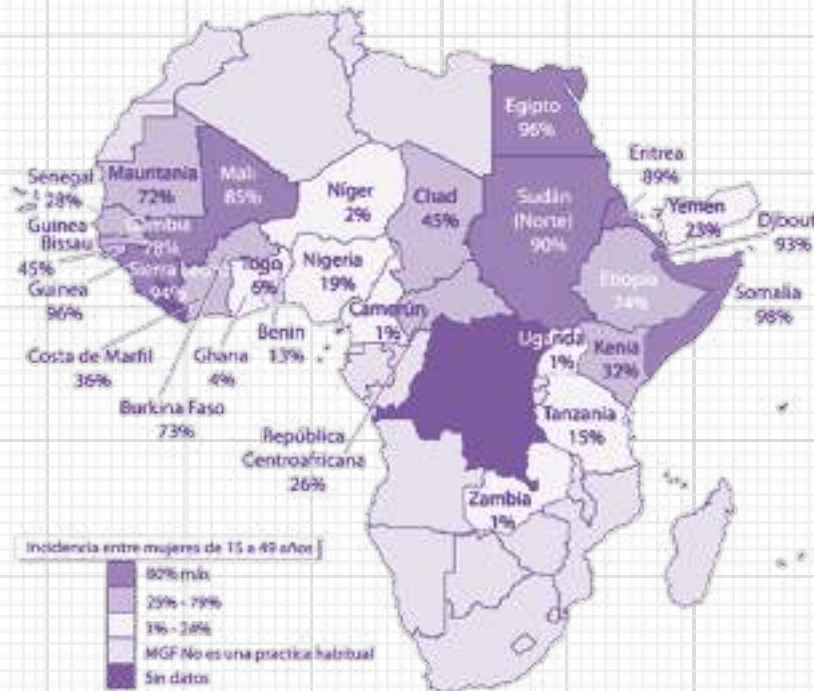 Egipto
96%
Eritrea
89%
Senegal
28%
Mauritania
72%
Mali
85%
Níger
2%
Chad
45%
Sudán
(Norte)
90%
Yemen
23%
Djibouti
93%
Guinea
Bissau
45%
Gambia
78%
Guinea
96%
Sierra Leona
94%
Togo
6%
Nigeria
19%
Etiopía
74%
Somalia
98%
Camerún
1%
Uganda
1%
Kenia
32%
Costa de Marfil
36%
Ghana
4%
Benin
13%
Burkina Faso
73%
República
Centroafricana
26%
Tanzania
15%
Zambia
1%
Incidencia entre mujeres de 15 a 49 años
80% más
25% - 79%
1% - 24%
MGF No es una practica habitual
Sin datos